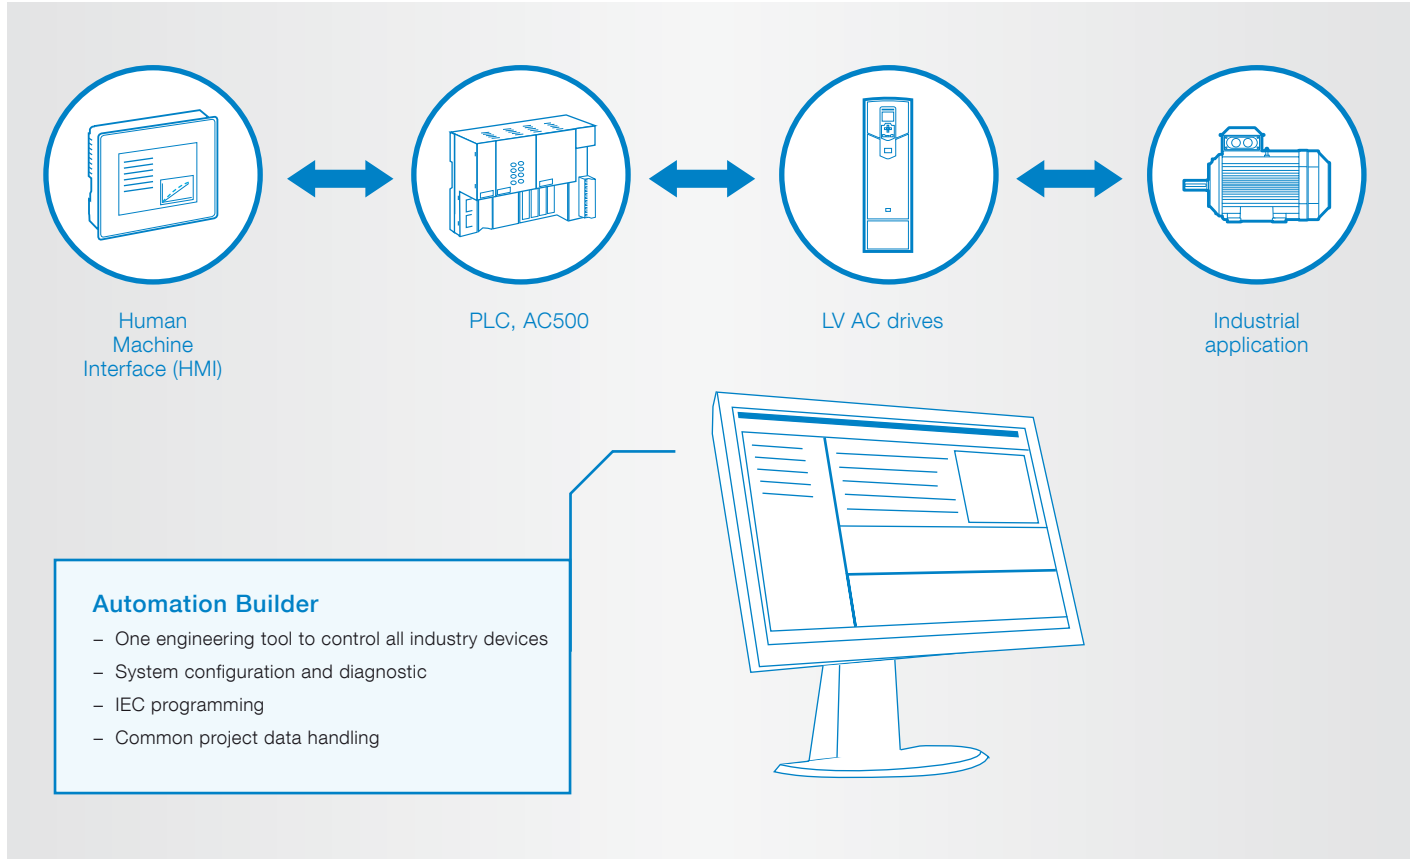 Human
Machine
Interface (HMI)
PLC, AC500
LV AC drives
Industrial
application
Automation Builder
– One engineering tool to control all industry devices
– System configuration and diagnostic
– IEC programming
– Common project data handling